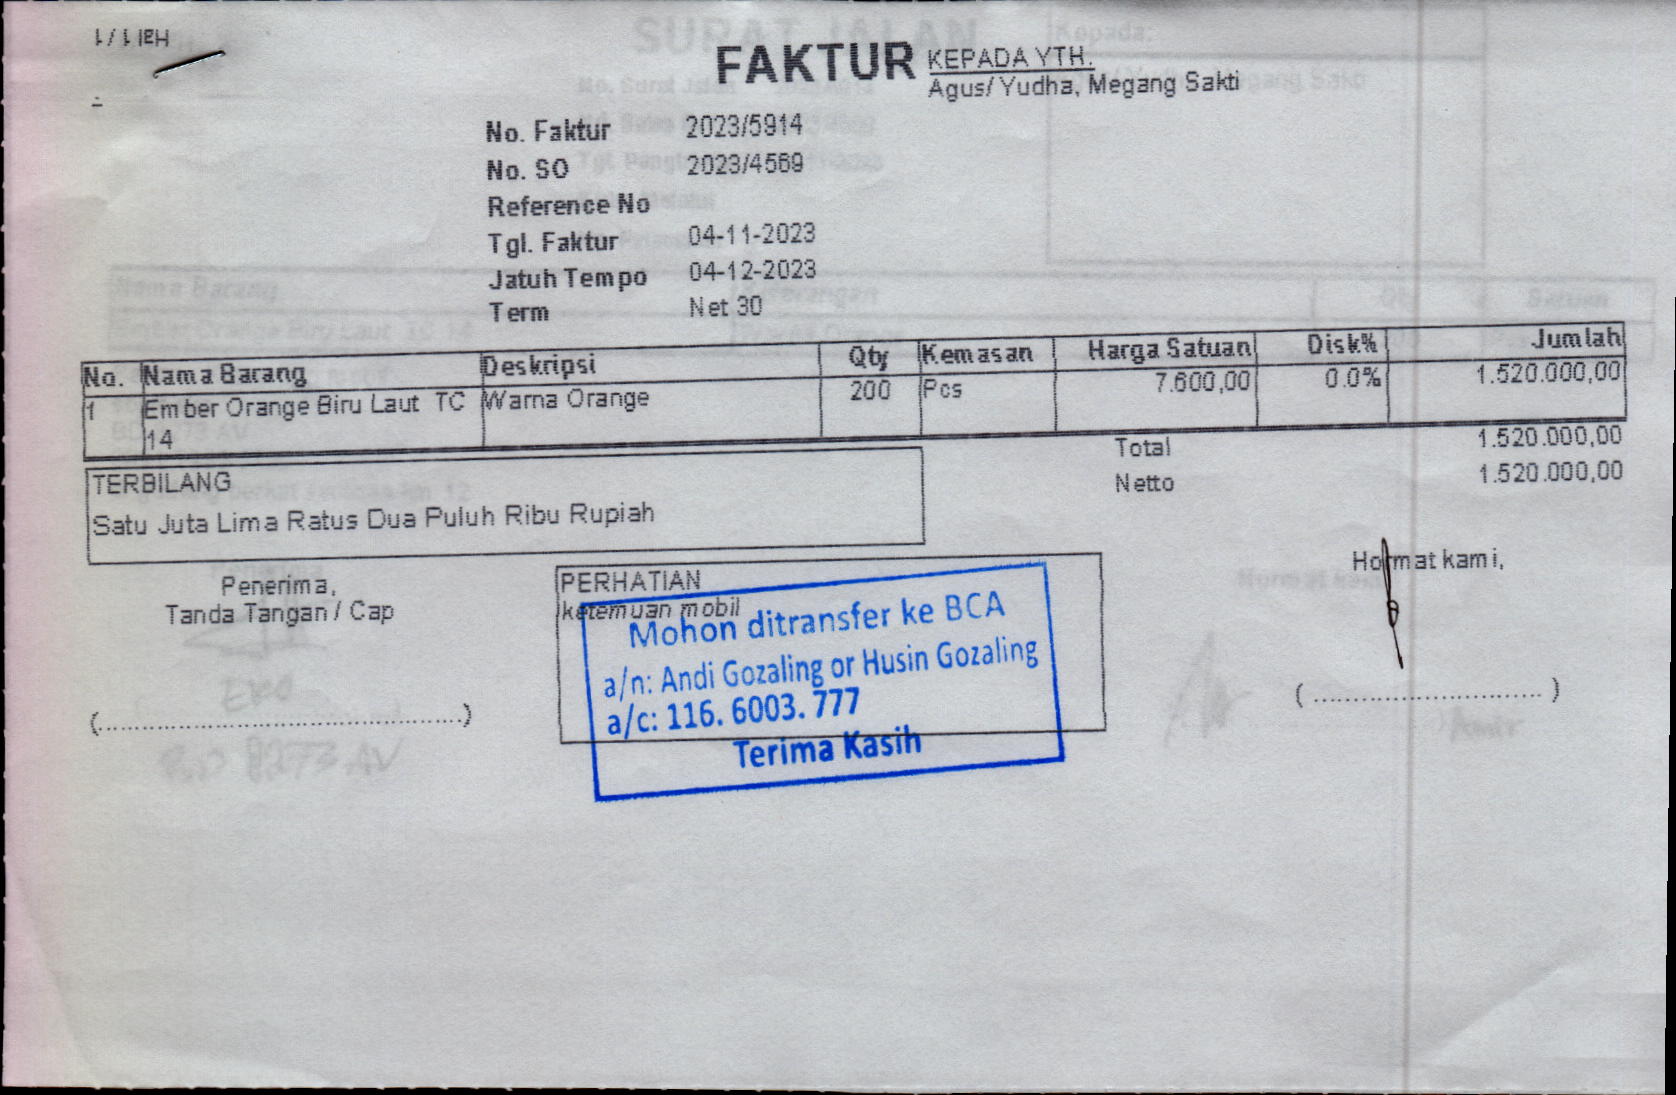 Hal 1 / 1
FAKTUR
KEPADA YTH.
Agus/ Yudha, Megang Sakti
-
No. Faktur 2023/5914
No. SO 2023/4569
Reference No
Tgl. Faktur 04-11-2023
Jatuh Tempo 04-12-2023
Term Net 30
No. Nama Barang Deskripsi Qty Kemasan Harga Satuan Disk% Jumlah
1 Ember Orange Biru Laut TC Warna Orange 200 Pcs 7.600,00 0.0% 1.520.000,00
14
Total 1.520.000,00
Netto 1.520.000,00
TERBILANG
Satu Juta Lima Ratus Dua Puluh Ribu Rupiah
Penerima,
Tanda Tangan / Cap
(....................................................)
PERHATIAN
ketemuan mobil
Mohon ditransfer ke BCA
a/n: Andi Gozaling or Husin Gozaling
a/c: 116. 6003. 777
Terima Kasih
Hormat kami,
(.................................)